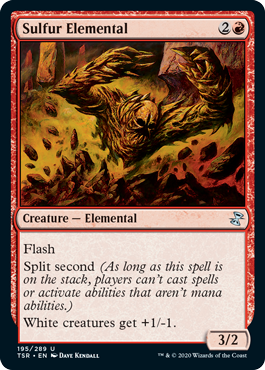 Sulfur Elemental 2
Creature — Elemental
Flash
Split second (As long as this spell is
on the stack, players can't cast spells
or activate abilities that aren't mana
abilities.)
White creatures get +1/-1.
3/2
195/289 U
TSR • EN Dave Kendall
™ & © 2020 Wizards of the Coast